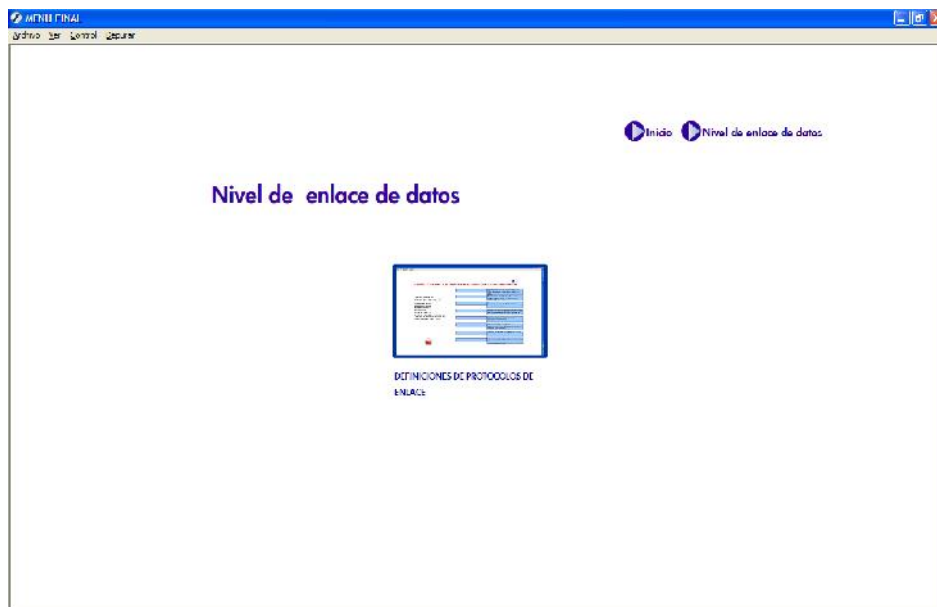 MENU FINAL
Archivo Ver Control Depurar
Inicio Nivel de enlace de datos
Nivel de enlace de datos
DEFINICIONES DE PROTOCOLOS DE
ENLACE